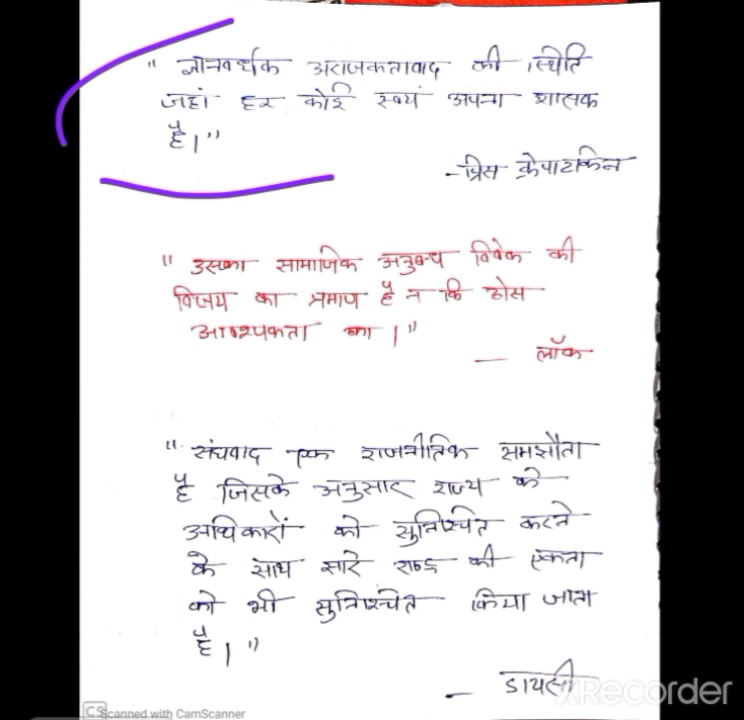 " ज्ञानवर्धक अराजकतावाद की स्थिति
जहां हर कोई स्वयं अपना शासक
है।"
- प्रिंस क्रोपाटकिन
" उसका सामाजिक अनुबन्ध विवेक की
विजय का प्रमाण है न कि ठोस
आवश्यकता का।"
— लॉक
" संघवाद एक राजनीतिक समझौता
है जिसके अनुसार राज्य के
अधिकारों को सुनिश्चित करने
के साथ सारे राष्ट्र की एकता
को भी सुनिश्चित किया जाता
है।"
— डायसी
XRecorder
CS Scanned with CamScanner